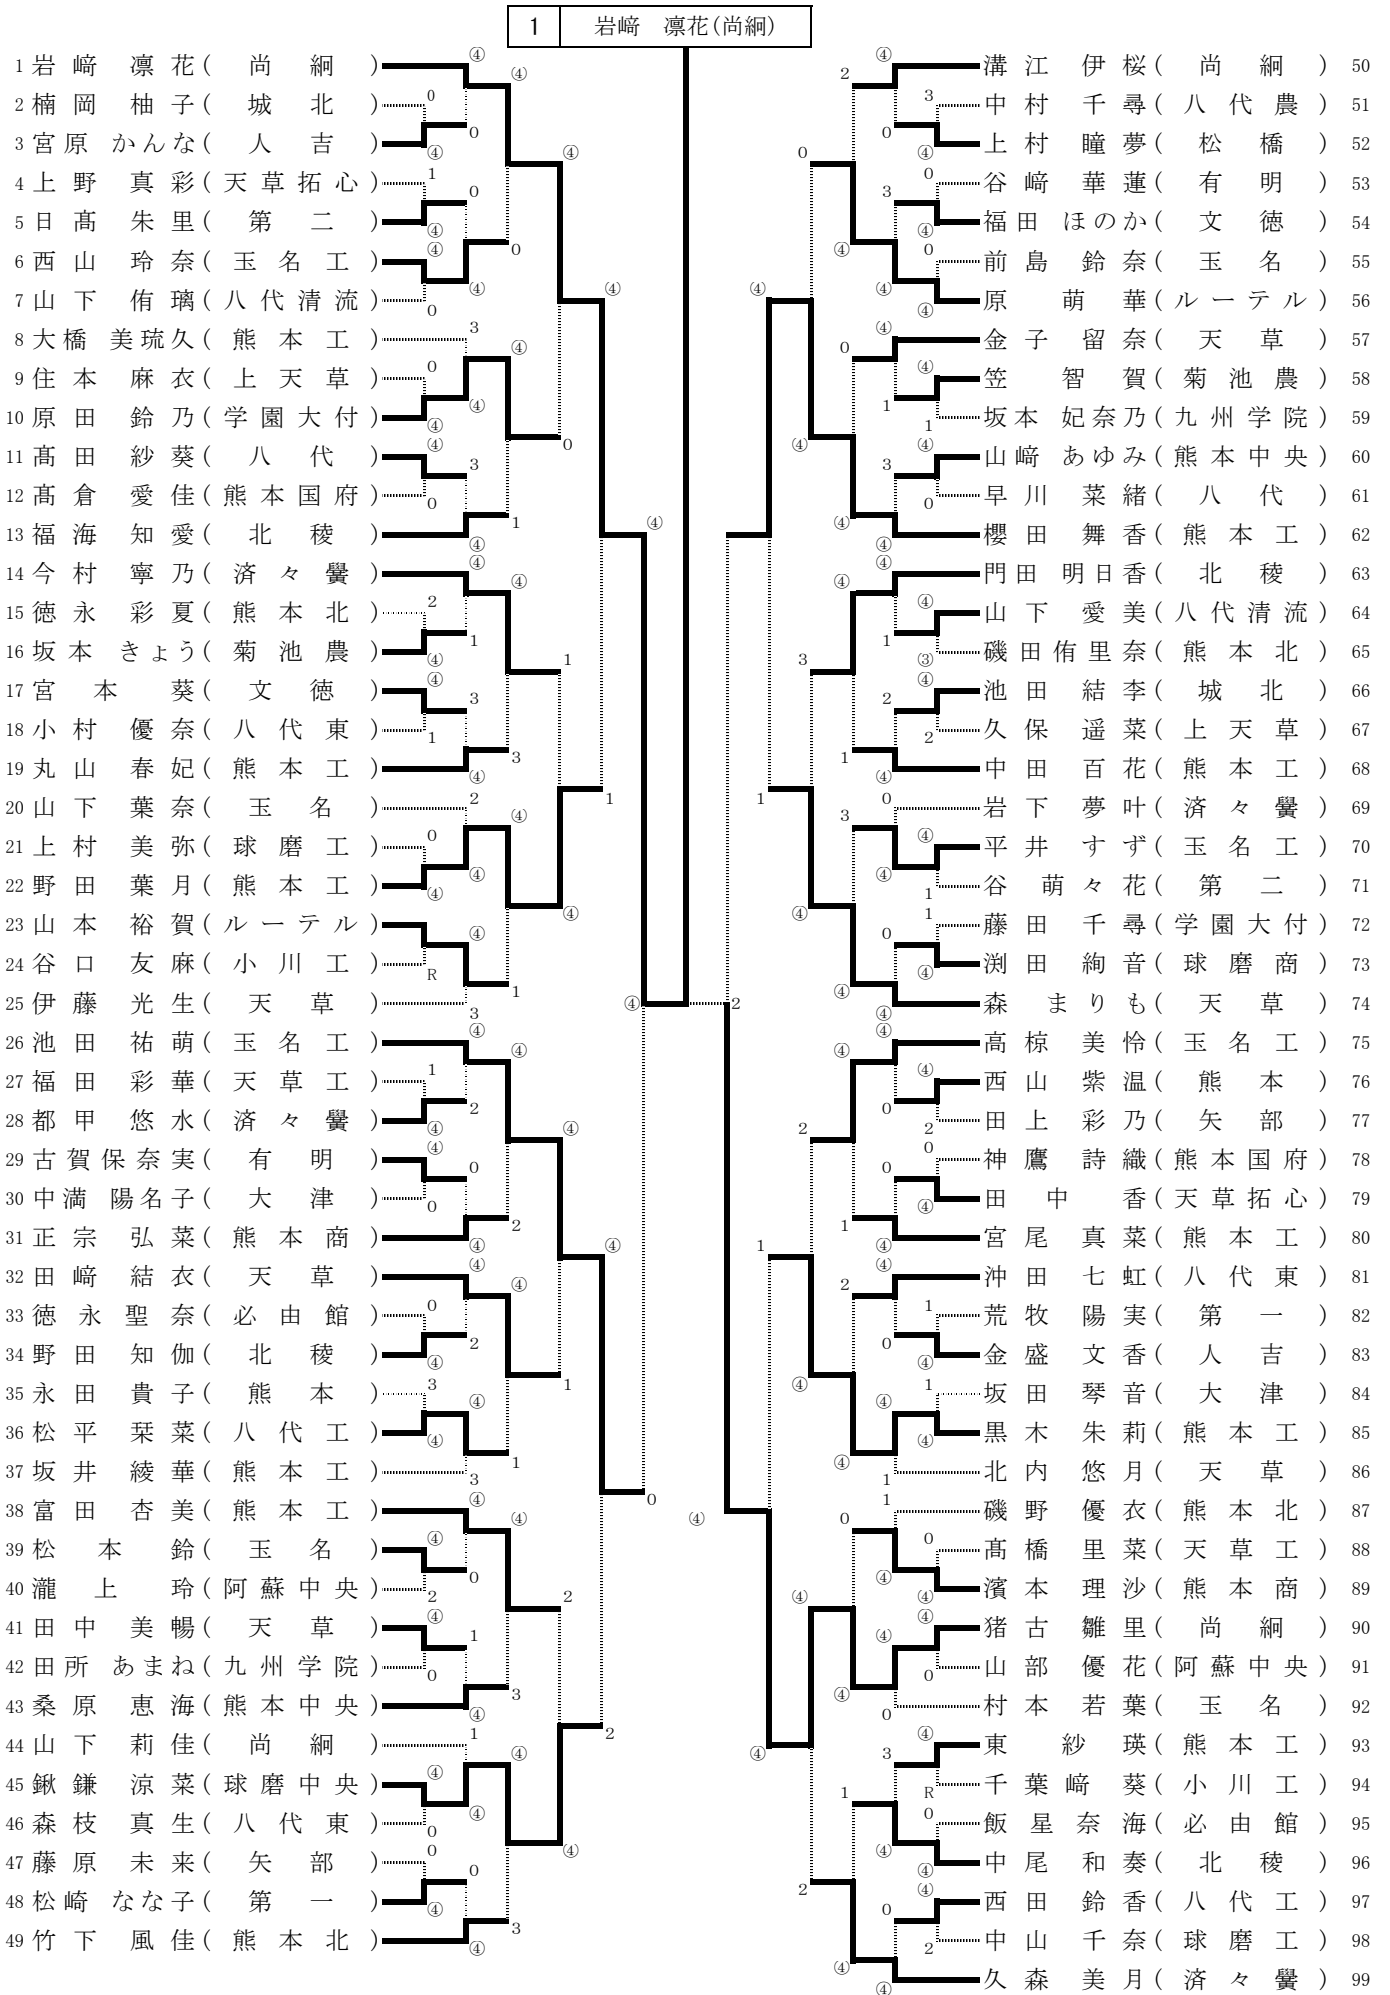 1 岩﨑 凛花(尚絅)
1 岩﨑 凛花(尚絅)
2 楠岡 柚子(城北)
3 宮原 かんな(人吉)
4 上野 真彩(天草拓心)
5 日髙 朱里(第二)
6 西山 玲奈(玉名工)
7 山下 侑璃(八代清流)
8 大橋 美琉久(熊本工)
9 住本 麻衣(上天草)
10 原田 鈴乃(学園大付)
11 髙田 紗葵(八代)
12 髙倉 愛佳(熊本国府)
13 福海 知愛(北稜)
14 今村 寧乃(済々黌)
15 徳永 彩夏(熊本北)
16 坂本 きょう(菊池農)
17 宮本 葵(文徳)
18 小村 優奈(八代東)
19 丸山 春妃(熊本工)
20 山下 葉奈(玉名)
21 上村 美弥(球磨工)
22 野田 葉月(熊本工)
23 山本 裕賀(ルーテル)
24 谷口 友麻(小川工)
25 伊藤 光生(天草)
26 池田 祐萌(玉名工)
27 福田 彩華(天草工)
28 都甲 悠水(済々黌)
29 古賀保奈実(有明)
30 中満 陽名子(大津)
31 正宗 弘菜(熊本商)
32 田﨑 結衣(天草)
33 徳永 聖奈(必由館)
34 野田 知伽(北稜)
35 永田 貴子(熊本)
36 松平 栞菜(八代工)
37 坂井 綾華(熊本工)
38 富田 杏美(熊本工)
39 松本 鈴(玉名)
40 瀧上 玲(阿蘇中央)
41 田中 美暢(天草)
42 田所 あまね(九州学院)
43 桑原 恵海(熊本中央)
44 山下 莉佳(尚絅)
45 鍬鎌 涼菜(球磨中央)
46 森枝 真生(八代東)
47 藤原 未来(矢部)
48 松崎 なな子(第一)
49 竹下 風佳(熊本北)
溝江 伊桜(尚絅) 50
中村 千尋(八代農) 51
上村 瞳夢(松橋) 52
谷﨑 華蓮(有明) 53
福田 ほのか(文徳) 54
前島 鈴奈(玉名) 55
原 萌華(ルーテル) 56
金子 留奈(天草) 57
笠 智賀(菊池農) 58
坂本 妃奈乃(九州学院) 59
山﨑 あゆみ(熊本中央) 60
早川 菜緒(八代) 61
櫻田 舞香(熊本工) 62
門田 明日香(北稜) 63
山下 愛美(八代清流) 64
磯田侑里奈(熊本北) 65
池田 結李(城北) 66
久保 遥菜(上天草) 67
中田 百花(熊本工) 68
岩下 夢叶(済々黌) 69
平井 すず(玉名工) 70
谷 萌々花(第二) 71
藤田 千尋(学園大付) 72
渕田 絢音(球磨商) 73
森 まりも(天草) 74
高椋 美怜(玉名工) 75
西山 紫温(熊本) 76
田上 彩乃(矢部) 77
神鷹 詩織(熊本国府) 78
田中 香(天草拓心) 79
宮尾 真菜(熊本工) 80
沖田 七虹(八代東) 81
荒牧 陽実(第一) 82
金盛 文香(人吉) 83
坂田 琴音(大津) 84
黒木 朱莉(熊本工) 85
北内 悠月(天草) 86
磯野 優衣(熊本北) 87
髙橋 里菜(天草工) 88
濱本 理沙(熊本商) 89
猪古 雛里(尚絅) 90
山部 優花(阿蘇中央) 91
村本 若葉(玉名) 92
東 紗瑛(熊本工) 93
千葉﨑 葵(小川工) 94
飯星 奈海(必由館) 95
中尾 和奏(北稜) 96
西田 鈴香(八代工) 97
中山 千奈(球磨工) 98
久森 美月(済々黌) 99